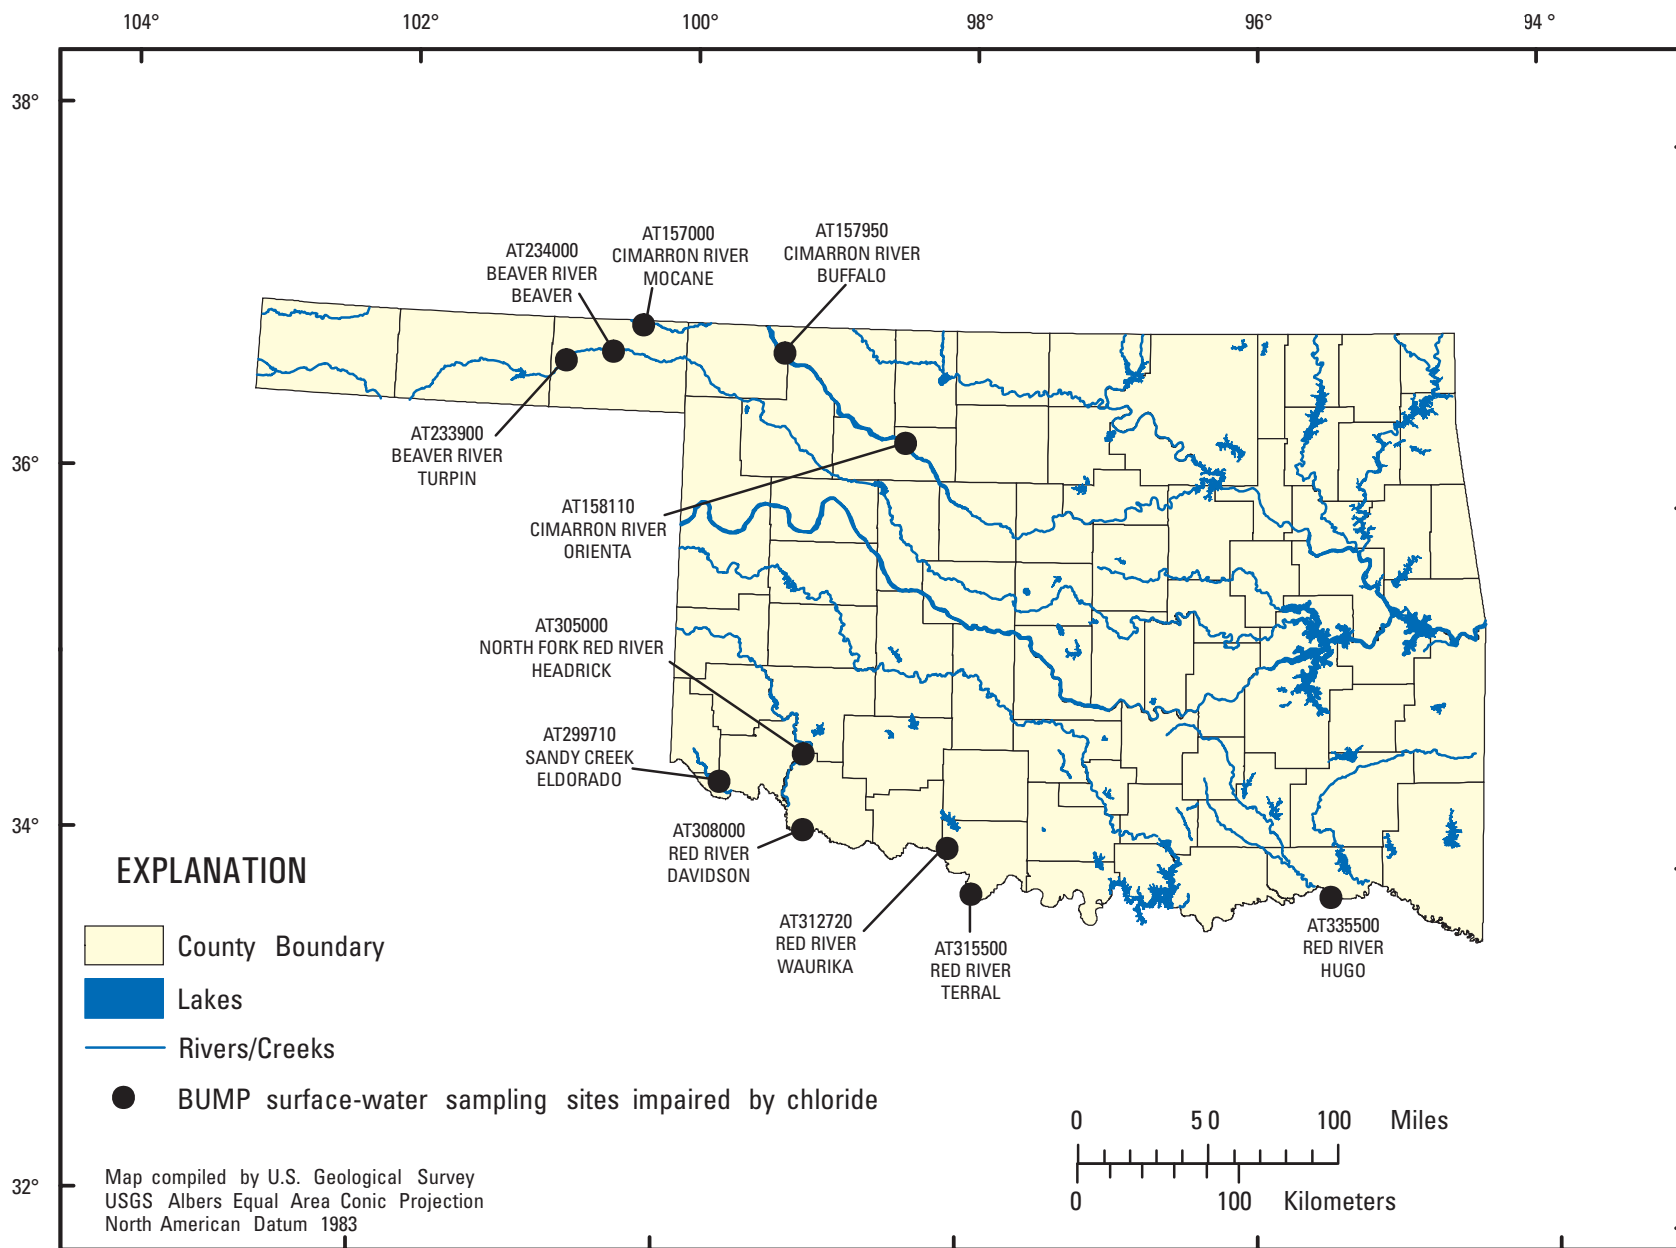 104°
102°
100°
98°
96°
94 °
38°
36°
34°
32°
AT234000
BEAVER RIVER
BEAVER
AT157000
CIMARRON RIVER
MOCANE
AT157950
CIMARRON RIVER
BUFFALO
AT233900
BEAVER RIVER
TURPIN
AT158110
CIMARRON RIVER
ORIENTA
AT305000
NORTH FORK RED RIVER
HEADRICK
AT299710
SANDY CREEK
ELDORADO
AT308000
RED RIVER
DAVIDSON
AT312720
RED RIVER
WAURIKA
AT315500
RED RIVER
TERRAL
AT335500
RED RIVER
HUGO
EXPLANATION
County Boundary
Lakes
Rivers/Creeks
BUMP surface-water sampling sites impaired by chloride
Map compiled by U.S. Geological Survey
USGS Albers Equal Area Conic Projection
North American Datum 1983
0 5 0 100 Miles
0 100 Kilometers